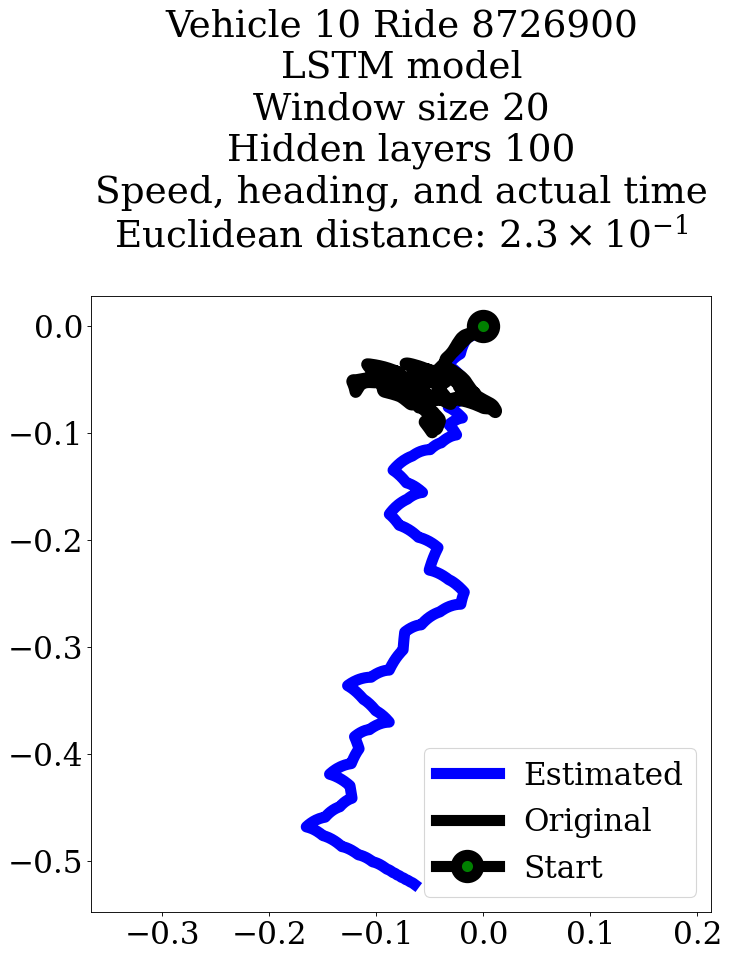 Vehicle 10 Ride 8726900
LSTM model
Window size 20
Hidden layers 100
Speed, heading, and actual time
Euclidean distance: 2.3 × 10⁻¹
0.0
−0.1
−0.2
−0.3
−0.4
−0.5
Estimated
Original
Start
−0.3 −0.2 −0.1 0.0 0.1 0.2